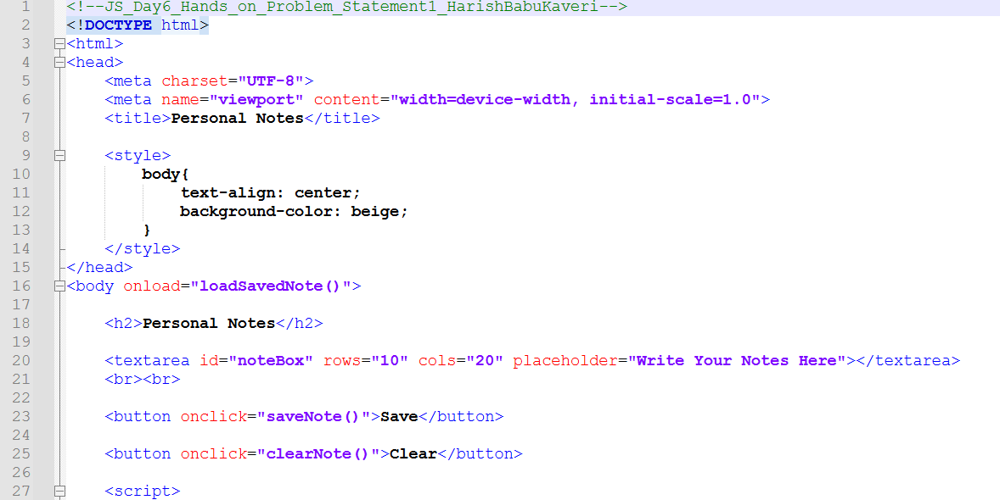 1 <!--JS_Day6_Hands_on_Problem_Statement1_HarishBabuKaveri-->
2 <!DOCTYPE html>
3 <html>
4 <head>
5     <meta charset="UTF-8">
6     <meta name="viewport" content="width=device-width, initial-scale=1.0">
7     <title>Personal Notes</title>
8
9     <style>
10         body{
11             text-align: center;
12             background-color: beige;
13         }
14     </style>
15 </head>
16 <body onload="loadSavedNote()">
17
18     <h2>Personal Notes</h2>
19
20     <textarea id="noteBox" rows="10" cols="20" placeholder="Write Your Notes Here"></textarea>
21     <br><br>
22
23     <button onclick="saveNote()">Save</button>
24
25     <button onclick="clearNote()">Clear</button>
26
27     <script>